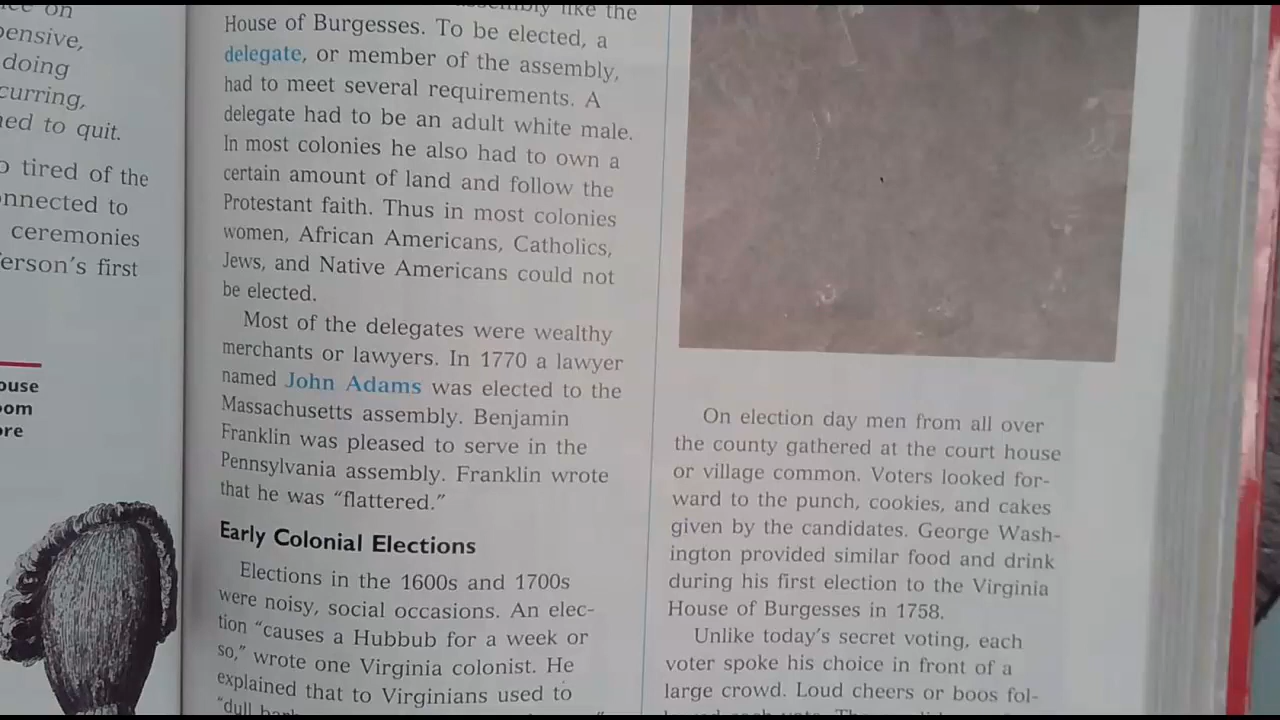 on
pensive,
doing
curring,
ned to quit.
tired of the
nnected to
ceremonies
erson's first
ouse
om
ore
like the
House of Burgesses. To be elected, a
delegate, or member of the assembly,
had to meet several requirements. A
delegate had to be an adult white male.
In most colonies he also had to own a
certain amount of land and follow the
Protestant faith. Thus in most colonies
women, African Americans, Catholics,
Jews, and Native Americans could not
be elected.
Most of the delegates were wealthy
merchants or lawyers. In 1770 a lawyer
named John Adams was elected to the
Massachusetts assembly. Benjamin
Franklin was pleased to serve in the
Pennsylvania assembly. Franklin wrote
that he was “flattered.”
Early Colonial Elections
Elections in the 1600s and 1700s
were noisy, social occasions. An elec-
tion “causes a Hubbub for a week or
so,” wrote one Virginia colonist. He
explained that to Virginians used to
“dull
On election day men from all over
the county gathered at the court house
or village common. Voters looked for-
ward to the punch, cookies, and cakes
given by the candidates. George Wash-
ington provided similar food and drink
during his first election to the Virginia
House of Burgesses in 1758.
Unlike today's secret voting, each
voter spoke his choice in front of a
large crowd. Loud cheers or boos fol-